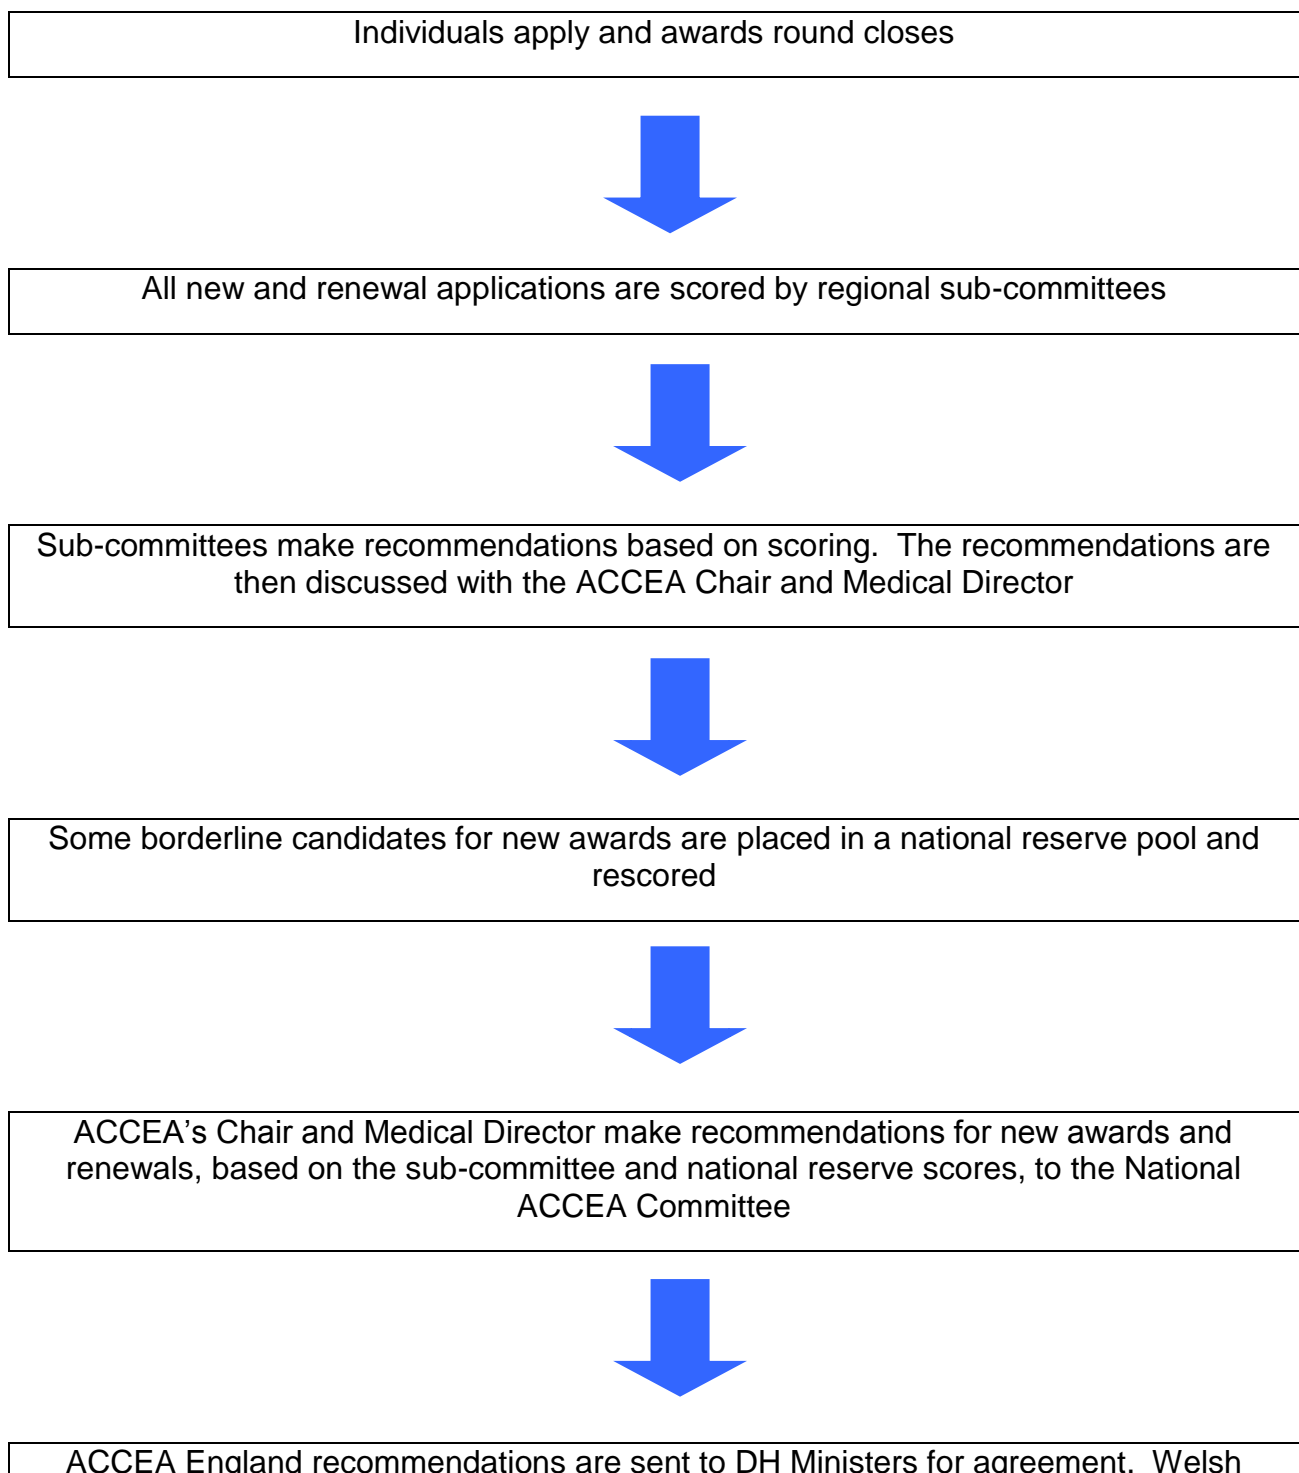 Individuals apply and awards round closes
All new and renewal applications are scored by regional sub-committees
Sub-committees make recommendations based on scoring.  The recommendations are
then discussed with the ACCEA Chair and Medical Director
Some borderline candidates for new awards are placed in a national reserve pool and
rescored
ACCEA’s Chair and Medical Director make recommendations for new awards and
renewals, based on the sub-committee and national reserve scores, to the National
ACCEA Committee
ACCEA England recommendations are sent to DH Ministers for agreement.  Welsh